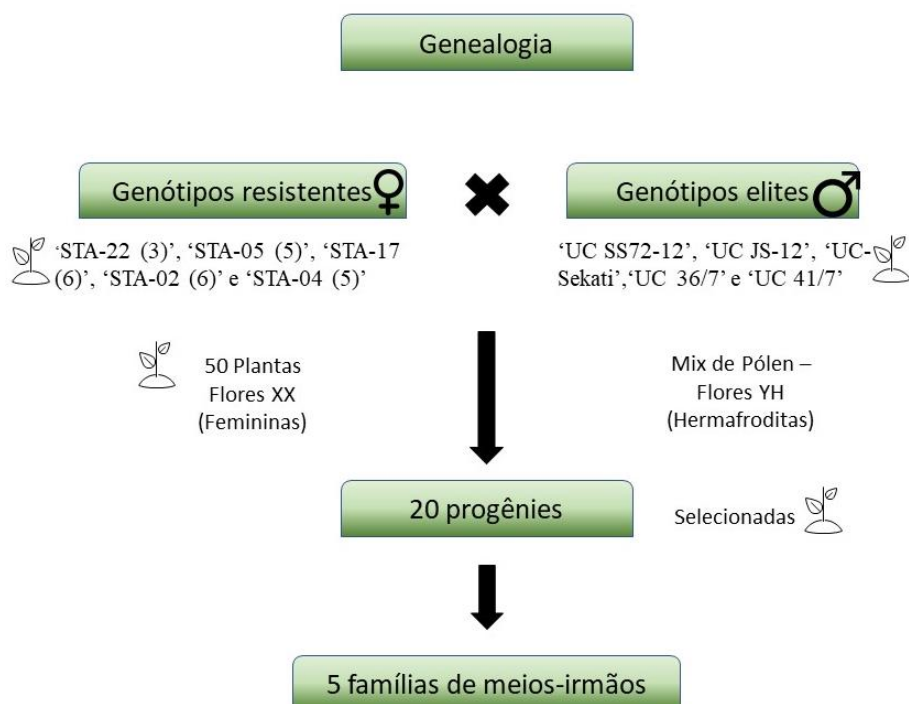 Genealogia
Genótipos resistentes
Genótipos elites
‘STA-22 (3)’, ‘STA-05 (5)’, ‘STA-17
(6)’, ‘STA-02 (6)’ e ‘STA-04 (5)’
‘UC SS72-12’, ‘UC JS-12’, ‘UC-
Sekati’,‘UC 36/7’ e ‘UC 41/7’
50 Plantas
Flores XX
(Femininas)
Mix de Pólen –
Flores YH
(Hermafroditas)
20 progênies
Selecionadas
5 famílias de meios-irmãos